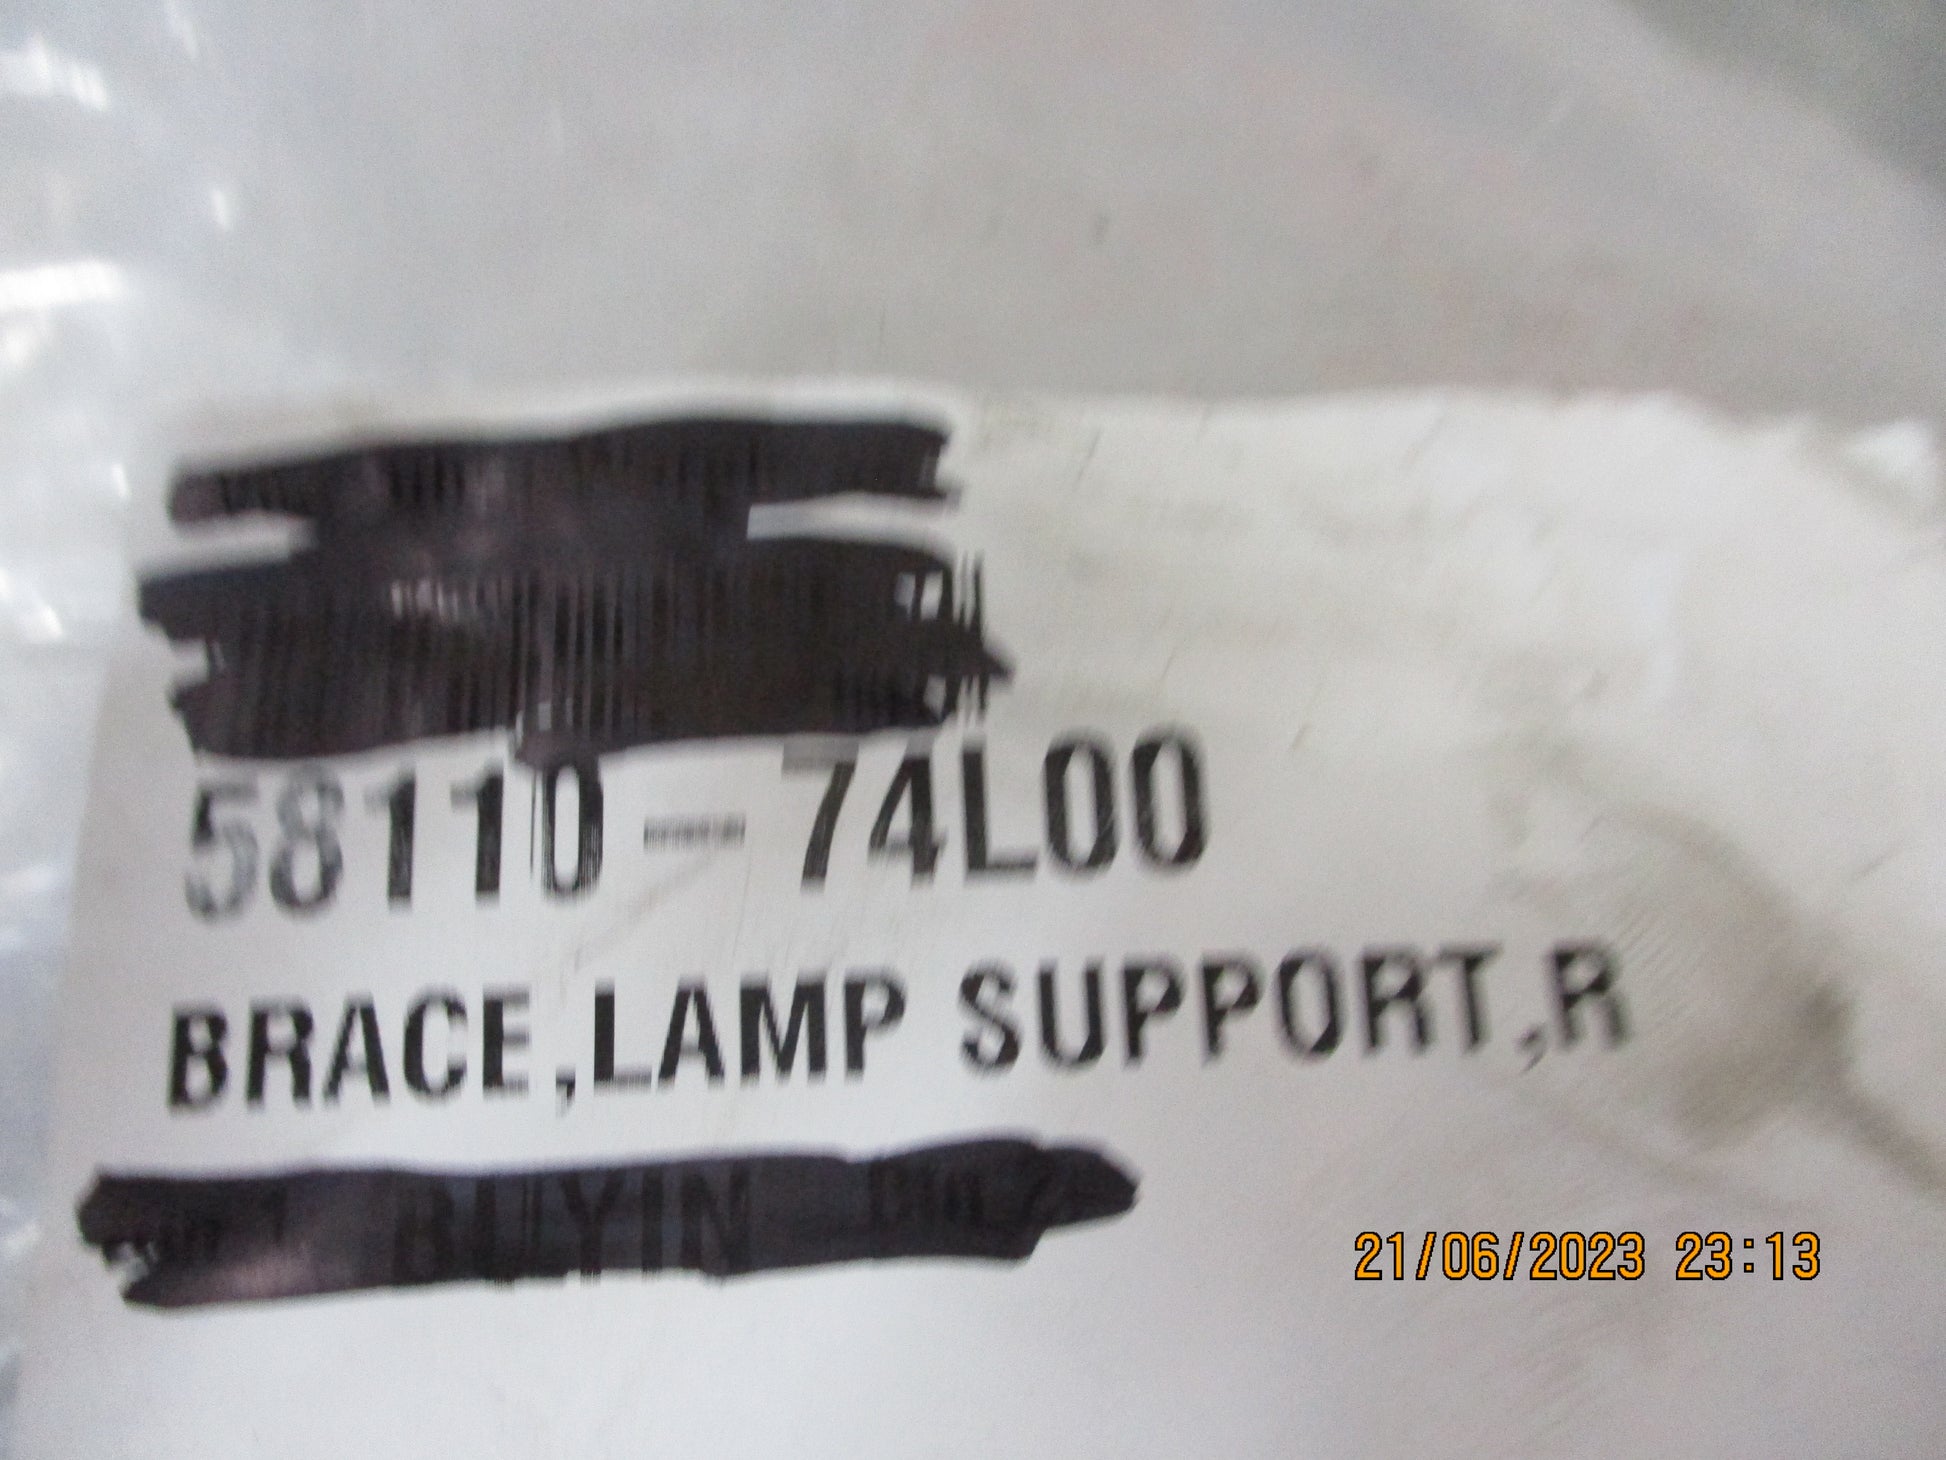 58110-74L00
BRACE,LAMP SUPPORT,R
21/06/2023 23:13